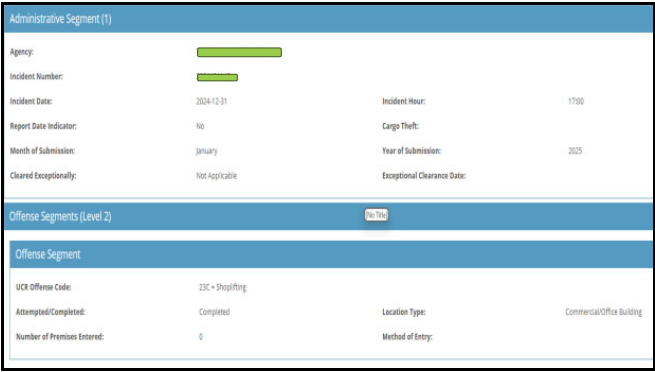 Administrative Segment (1)
Agency:
Incident Number:
Incident Date: 2024-12-31 Incident Hour: 17:00
Report Date Indicator: No Cargo Theft:
Month of Submission: January Year of Submission: 2025
Cleared Exceptionally: Not Applicable Exceptional Clearance Date:
Offense Segments (Level 2) [No Title]
Offense Segment
UCR Offense Code: 23C = Shoplifting
Attempted/Completed: Completed Location Type: Commercial/Office Building
Number of Premises Entered: 0 Method of Entry: